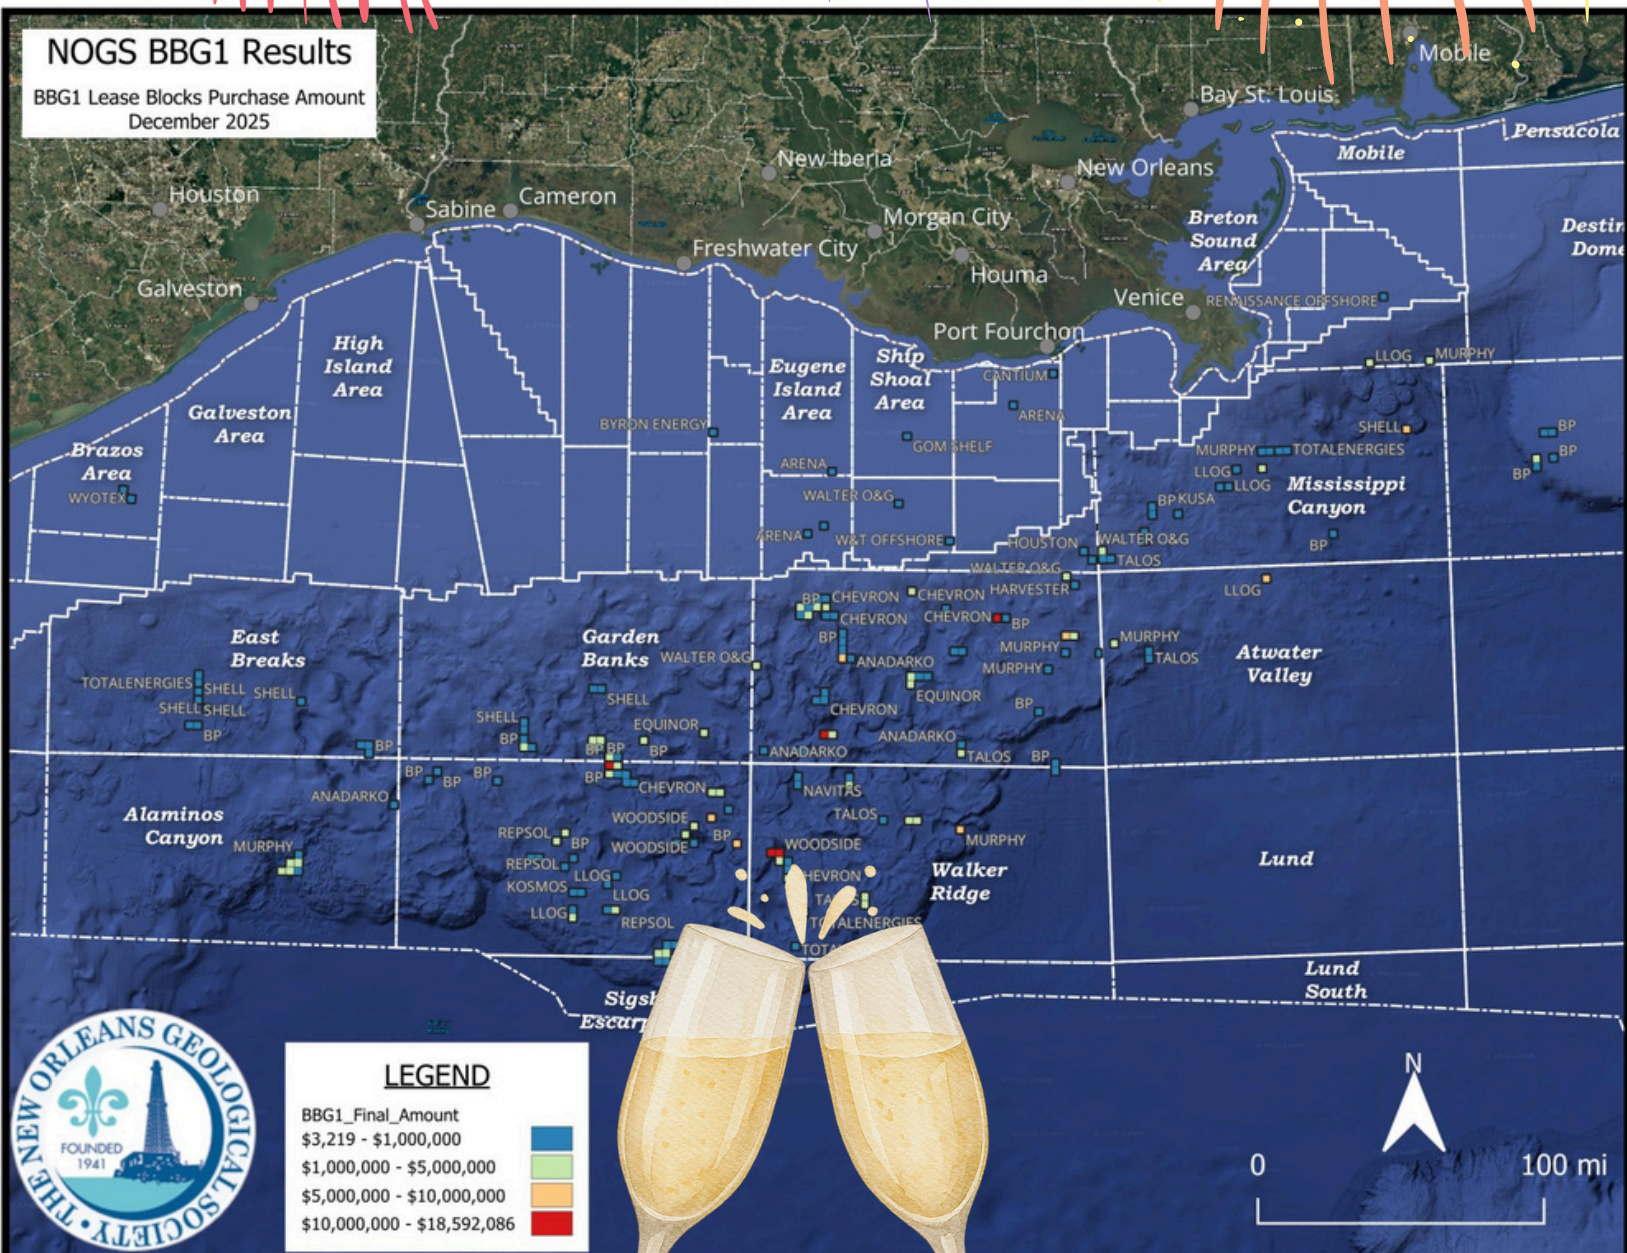 NOGS BBG1 Results
BBG1 Lease Blocks Purchase Amount
December 2025
Mobile
Bay St. Louis
Pensacola
Mobile
New Iberia
New Orleans
Houston
Cameron
Sabine
Morgan City
Breton
Sound
Area
Destin
Dome
Freshwater City
Houma
Galveston
Venice
RENAISSANCE OFFSHORE
Port Fourchon
High
Island
Area
Eugene
Island
Area
Ship
Shoal
Area
LLOG
MURPHY
CANTIUM
Galveston
Area
ARENA
BYRON ENERGY
SHELL
BP
GOM SHELF
Brazos
Area
MURPHY
TOTALENERGIES
BP
ARENA
LLOG
BP
WYOTEX
WALTER O&G
LLOG
Mississippi
Canyon
BP
KUSA
ARENA
W&T OFFSHORE
HOUSTON
WALTER O&G
BP
TALOS
WALTER O&G
HARVESTER
LLOG
BP
CHEVRON
CHEVRON
CHEVRON
CHEVRON
BP
East
Breaks
Garden
Banks
BP
MURPHY
MURPHY
Atwater
Valley
WALTER O&G
ANADARKO
MURPHY
TALOS
TOTALENERGIES
SHELL
SHELL
SHELL
EQUINOR
SHELL
SHELL
CHEVRON
BP
SHELL
EQUINOR
BP
BP
BP
BP
BP
ANADARKO
ANADARKO
TALOS
BP
BP
BP
BP
BP
BP
CHEVRON
NAVITAS
ANADARKO
Alaminos
Canyon
WOODSIDE
TALOS
MURPHY
REPSOL
BP
WOODSIDE
BP
WOODSIDE
MURPHY
Lund
REPSOL
LLOG
HEVRON
Walker
Ridge
KOSMOS
LLOG
LLOG
REPSOL
TOTALENERGIES
Lund
South
THE NEW ORLEANS GEOLOGICAL SOCIETY
FOUNDED
1941
LEGEND
BBG1_Final_Amount
$3,219 - $1,000,000
$1,000,000 - $5,000,000
$5,000,000 - $10,000,000
$10,000,000 - $18,592,086
N
0
100 mi